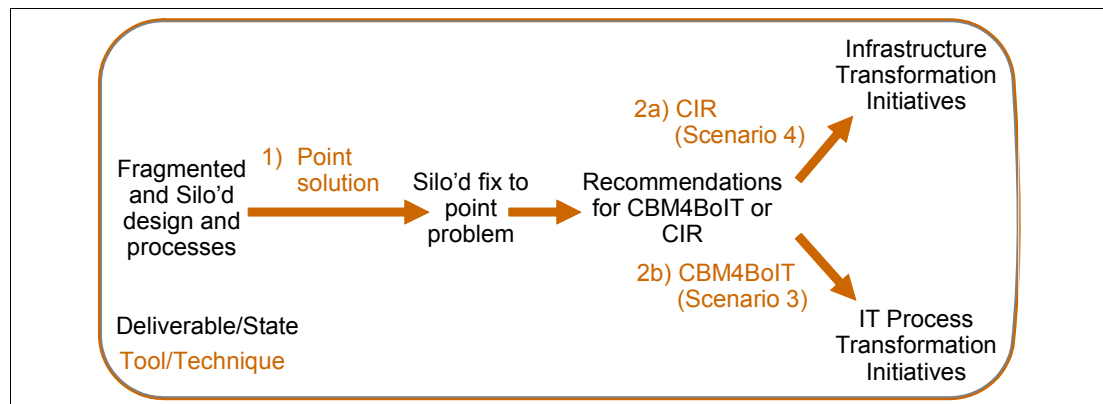 Fragmented
and Silo’d
design and
processes
1) Point
solution
Silo’d fix to
point
problem
Recommendations
for CBM4BoIT or
CIR
2a) CIR
(Scenario 4)
Infrastructure
Transformation
Initiatives
2b) CBM4BoIT
(Scenario 3)
IT Process
Transformation
Initiatives
Deliverable/State
Tool/Technique